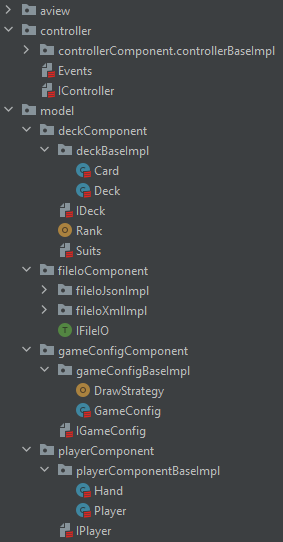 aview
controller
controllerComponent.controllerBaseImpl
Events
IController
model
deckComponent
deckBaseImpl
Card
Deck
IDeck
Rank
Suits
fileIoComponent
fileIoJsonImpl
fileIoXmlImpl
IFileIO
gameConfigComponent
gameConfigBaseImpl
DrawStrategy
GameConfig
IGameConfig
playerComponent
playerComponentBaseImpl
Hand
Player
IPlayer